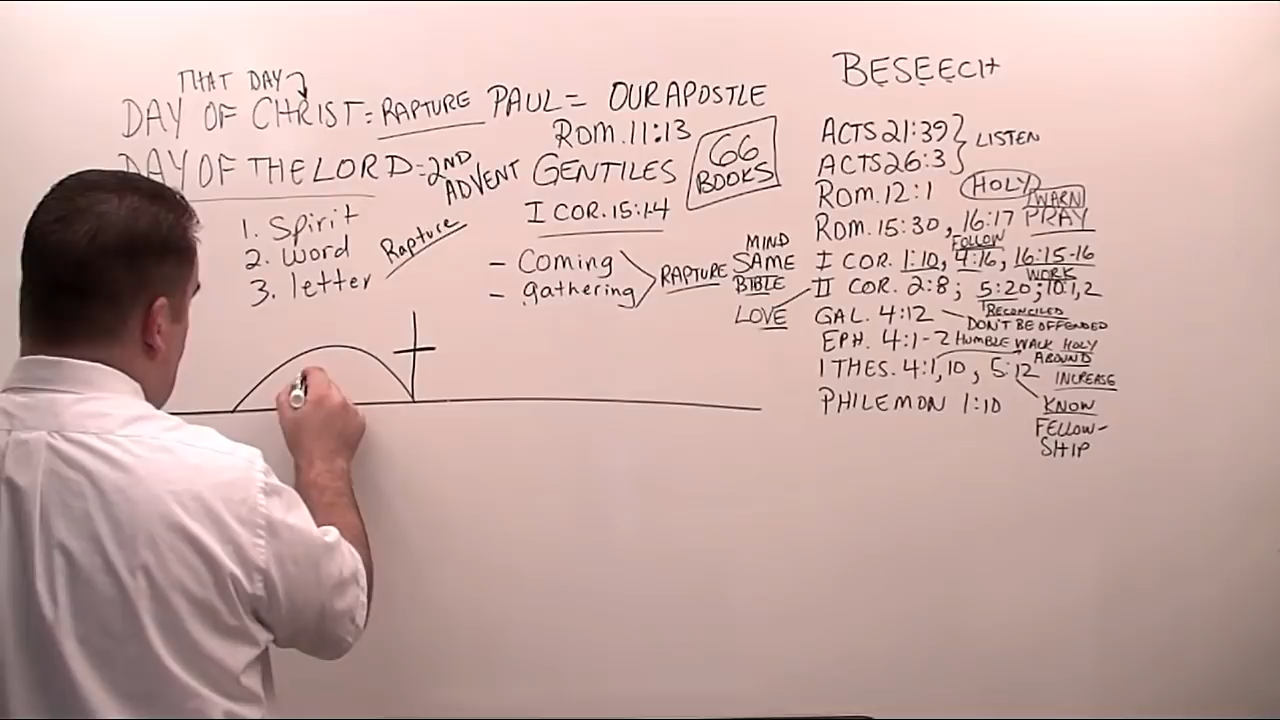 THAT DAY
DAY OF CHRIST = RAPTURE
DAY OF THE LORD = 2ND ADVENT
1. Spirit
2. Word
3. letter
Rapture
PAUL = OUR APOSTLE
ROM. 11:13
GENTILES
I COR. 15:1-4
66
BOOKS
- Coming
- gathering
RAPTURE
MIND
SAME
BIBLE
LOVE
BESEECH
ACTS 21:39
ACTS 26:3
LISTEN
ROM. 12:1 HOLY
WARN
ROM. 15:30, 16:17 PRAY
FOLLOW
I COR. 1:10, 4:16, 16:15-16
WORK
II COR. 2:8; 5:20; 10:1,2
RECONCILED
GAL. 4:12
DON'T BE OFFENDED
EPH. 4:1-2 HUMBLE WALK HOLY
ABOUND
I THES. 4:1,10, 5:12
INCREASE
PHILEMON 1:10
KNOW
FELLOW-
SHIP